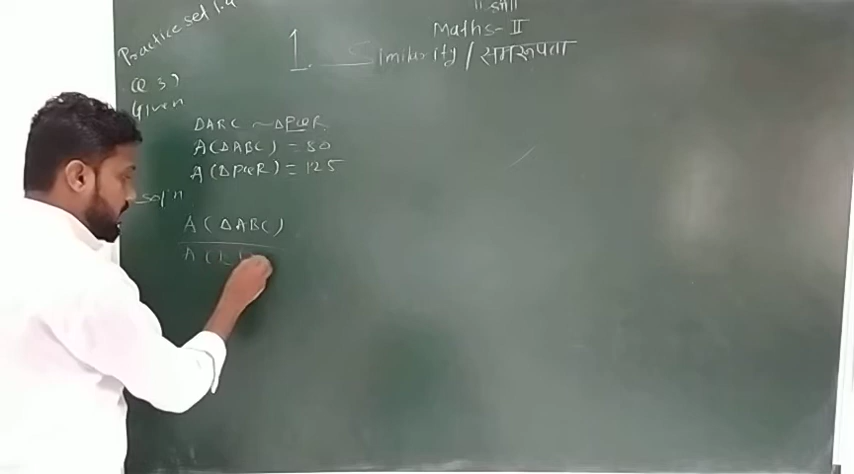 || श्री ||
Maths - II
Practice set 1.4
1. Similarity / समरूपता
Q 3)
Given
△ABC ~ △PQR
A(△ABC) = 80
A(△PQR) = 125
Sol^n
A(△ABC)
A(